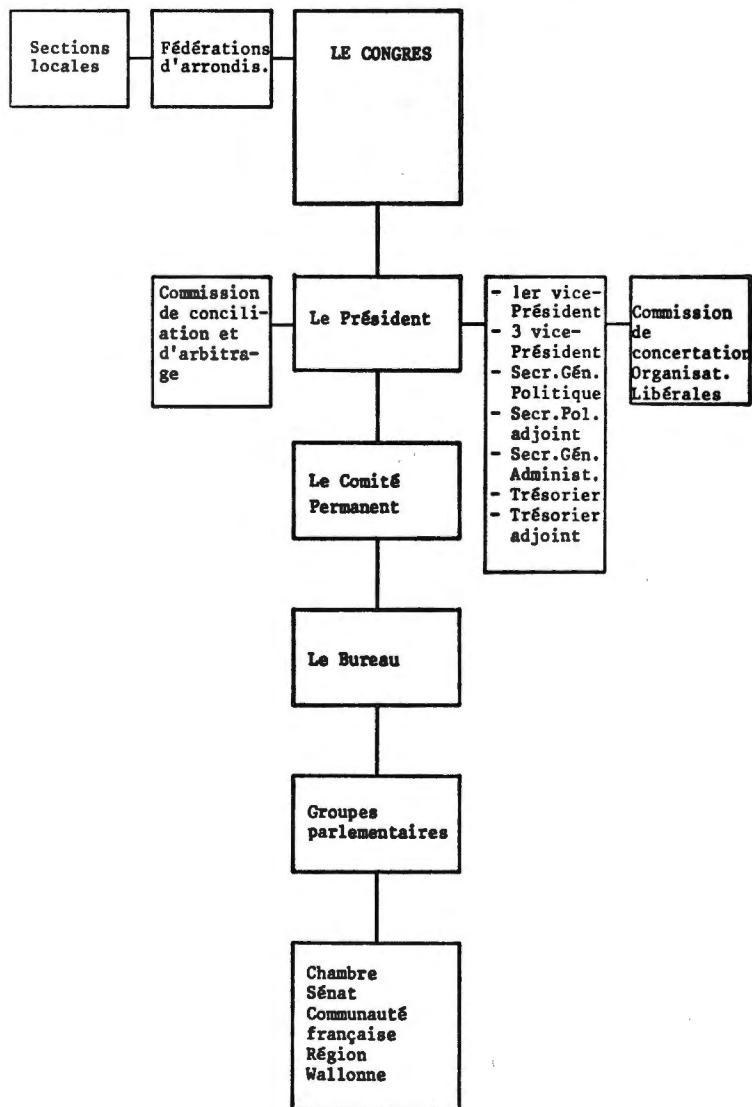 Sections
locales
Fédérations
d'arrondis.
LE CONGRES
Commission
de concili-
ation et
d'arbitra-
ge
Le Président
- 1er vice-
Président
- 3 vice-
Président
- Secr.Gén.
Politique
- Secr.Pol.
adjoint
- Secr.Gén.
Administ.
- Trésorier
- Trésorier
adjoint
Commission
de
concertation
Organisat.
Libérales
Le Comité
Permanent
Le Bureau
Groupes
parlementaires
Chambre
Sénat
Communauté
française
Région
Wallonne